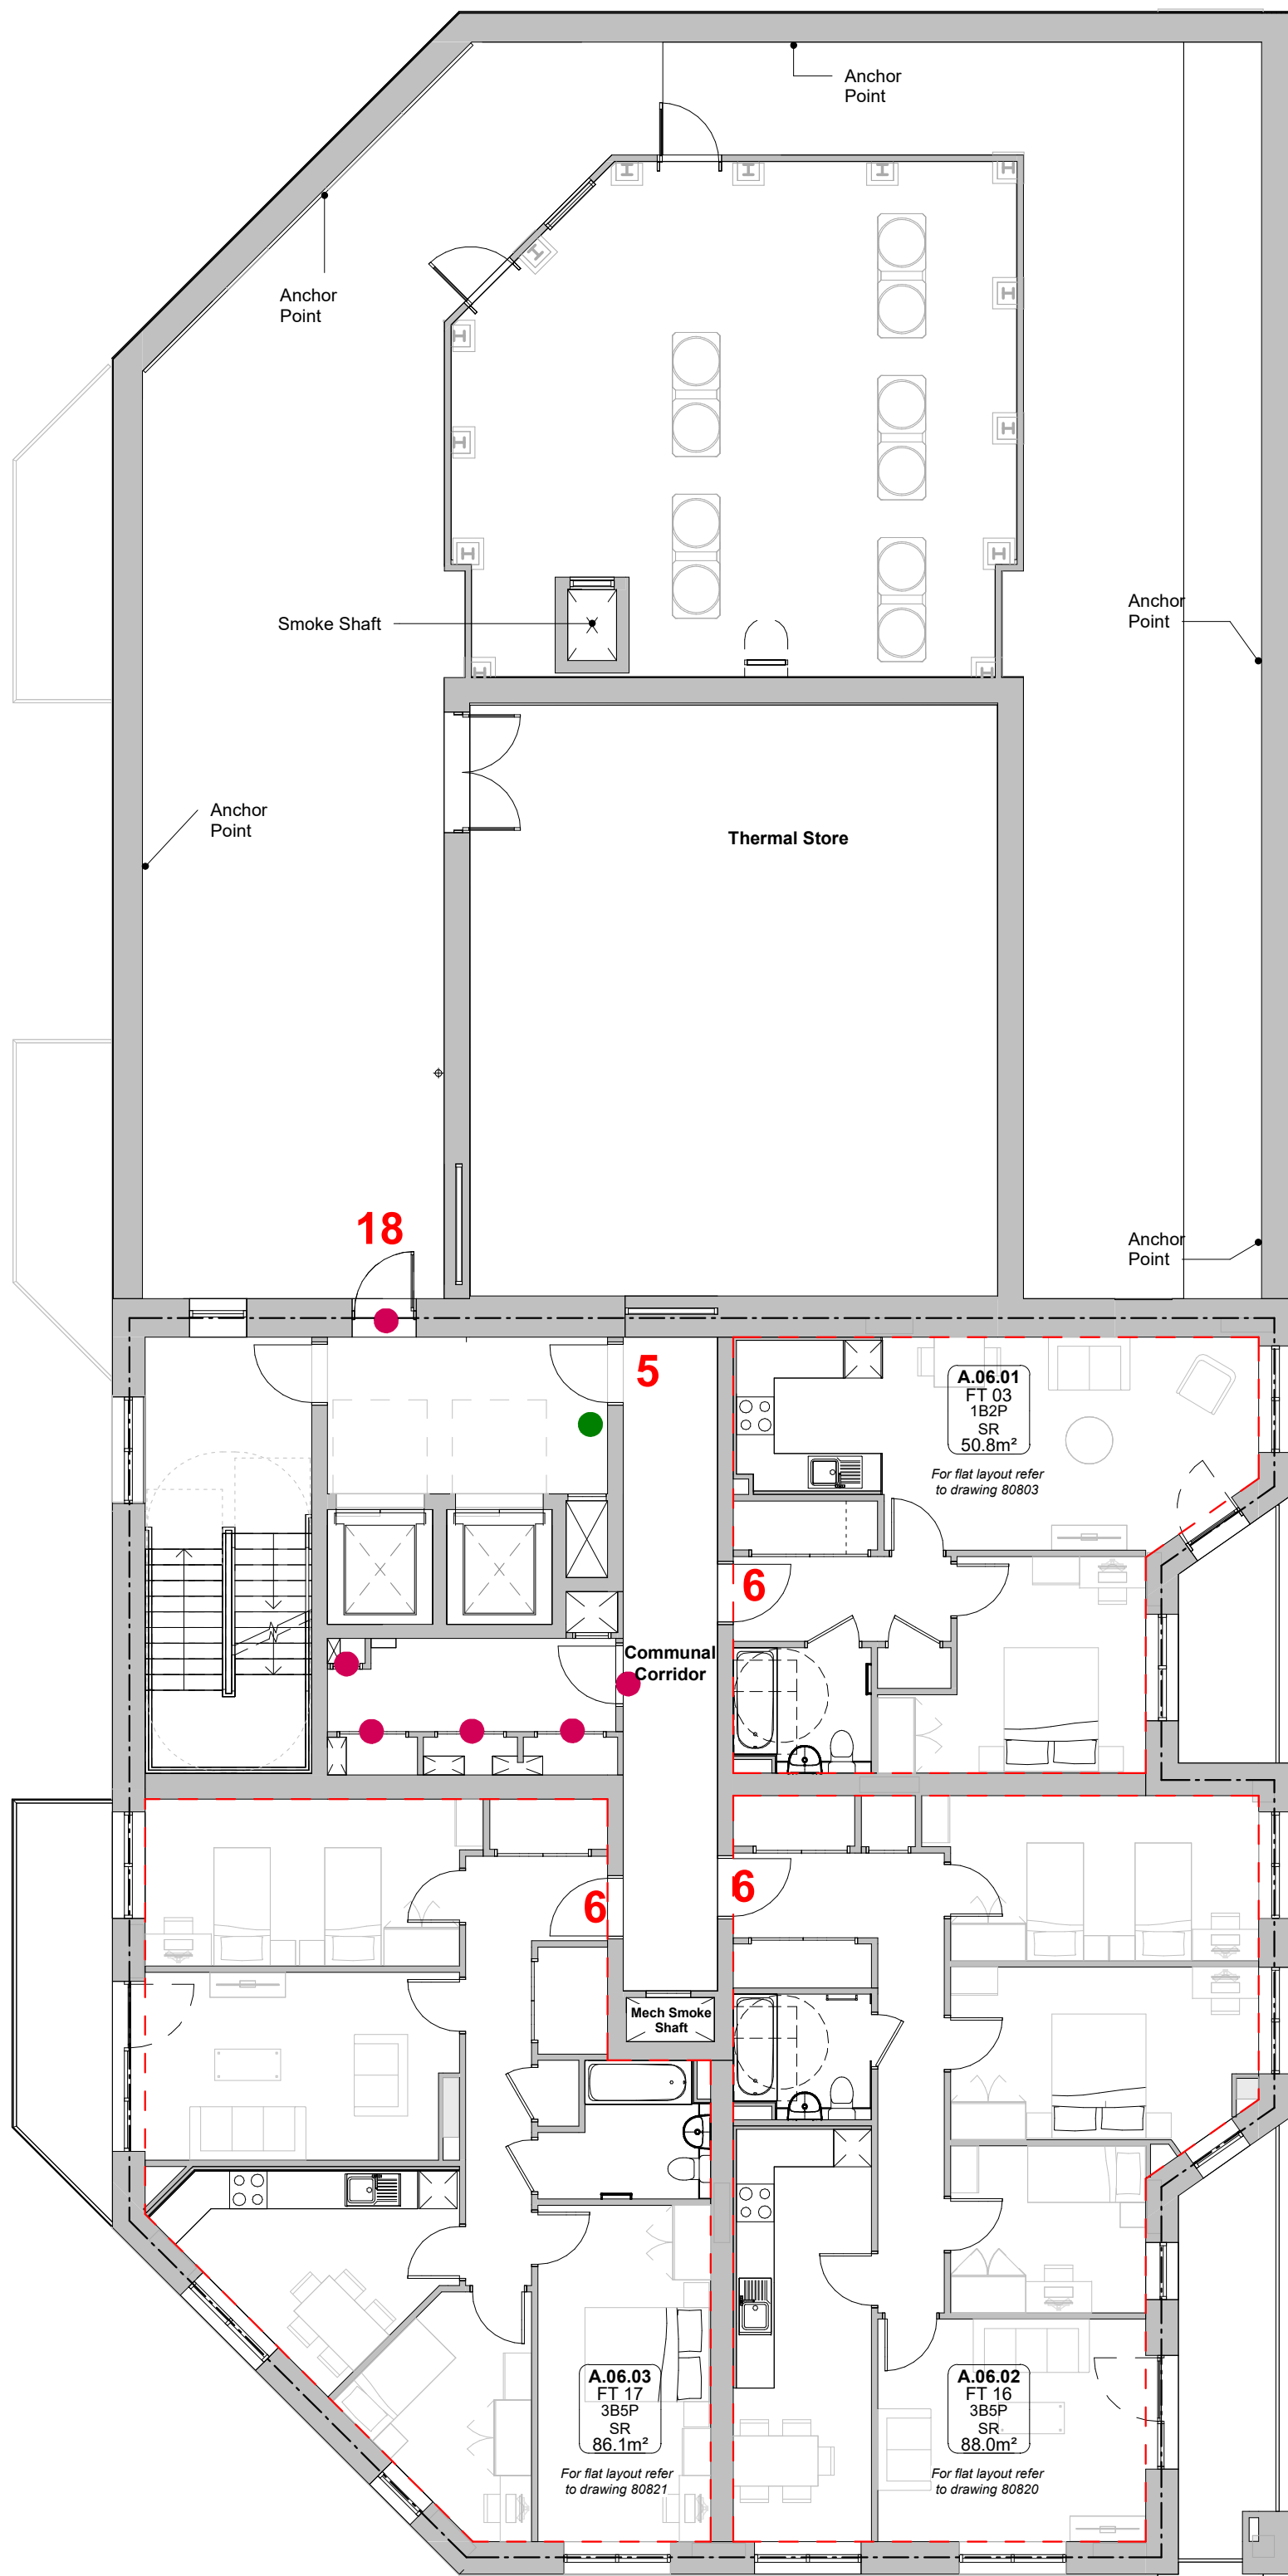 Anchor
Point
Anchor
Point
Smoke Shaft
Anchor
Point
Anchor
Point
Thermal Store
18
Anchor
Point
5
A.06.01
FT 03
1B2P
SR
50.8m²
For flat layout refer
to drawing 80803
6
Communal
Corridor
6
6
Mech Smoke
Shaft
A.06.03
FT 17
3B5P
SR
86.1m²
For flat layout refer
to drawing 80821
A.06.02
FT 16
3B5P
SR
88.0m²
For flat layout refer
to drawing 80820